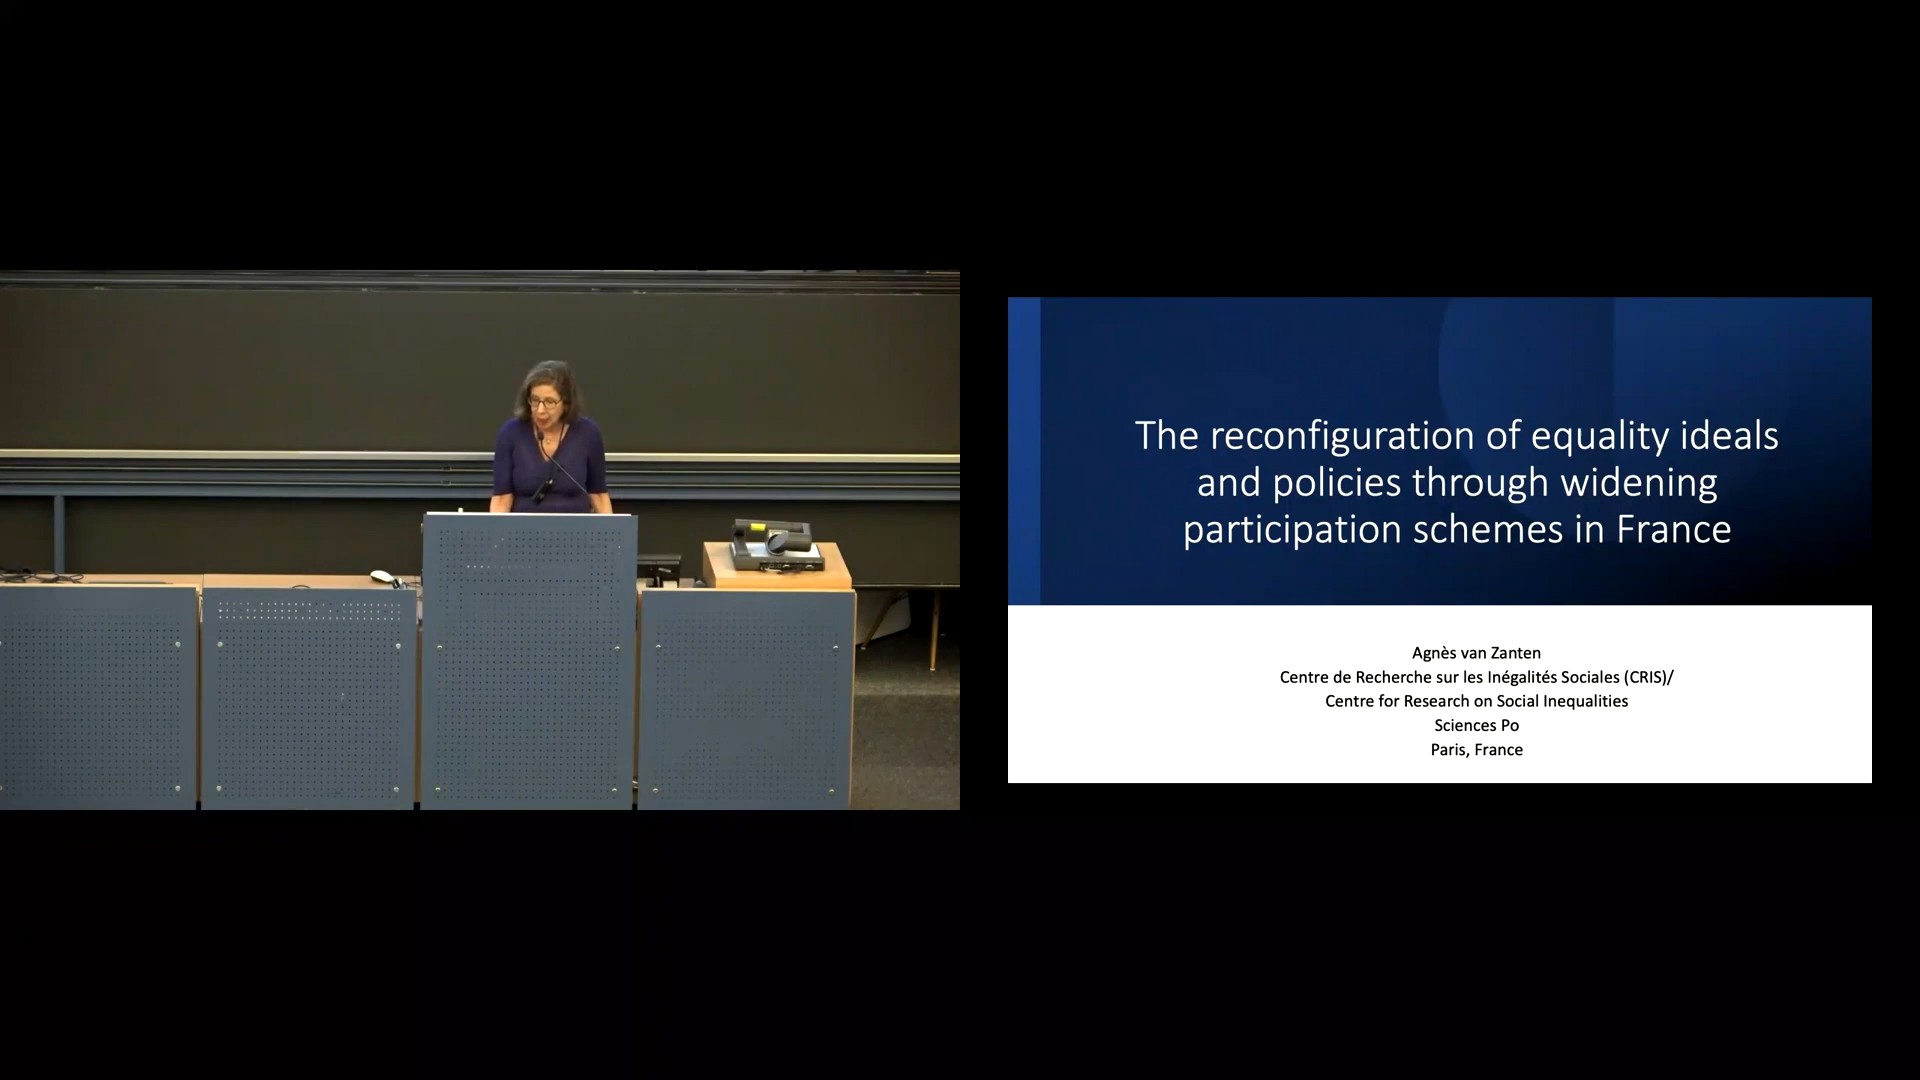 The reconfiguration of equality ideals
and policies through widening
participation schemes in France
Agnès van Zanten
Centre de Recherche sur les Inégalités Sociales (CRIS)/
Centre for Research on Social Inequalities
Sciences Po
Paris, France